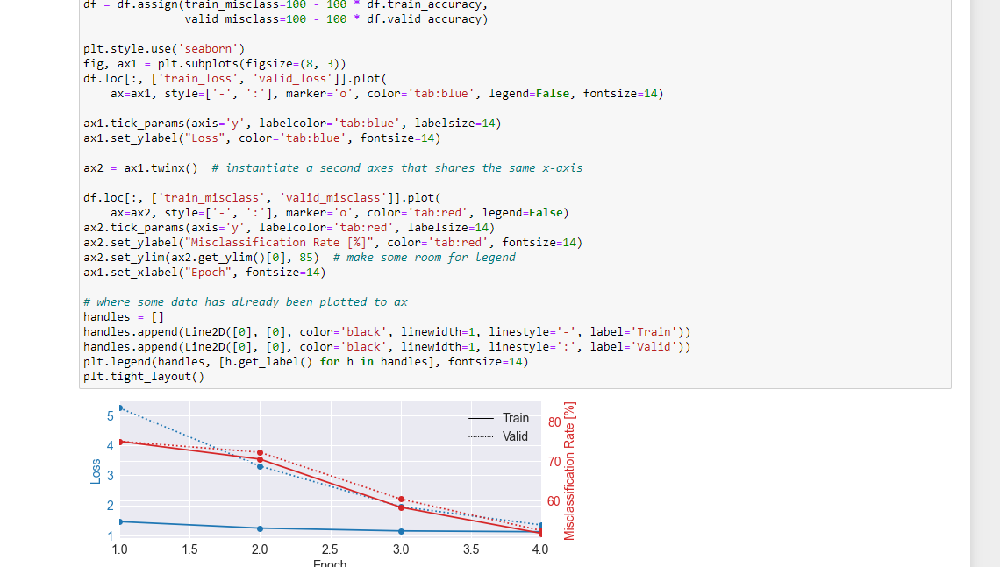 df = df.assign(train_misclass=100 - 100 * df.train_accuracy,
               valid_misclass=100 - 100 * df.valid_accuracy)

plt.style.use('seaborn')
fig, ax1 = plt.subplots(figsize=(8, 3))
df.loc[:, ['train_loss', 'valid_loss']].plot(
    ax=ax1, style=['-', ':'], marker='o', color='tab:blue', legend=False, fontsize=14)

ax1.tick_params(axis='y', labelcolor='tab:blue', labelsize=14)
ax1.set_ylabel("Loss", color='tab:blue', fontsize=14)

ax2 = ax1.twinx()  # instantiate a second axes that shares the same x-axis

df.loc[:, ['train_misclass', 'valid_misclass']].plot(
    ax=ax2, style=['-', ':'], marker='o', color='tab:red', legend=False)
ax2.tick_params(axis='y', labelcolor='tab:red', labelsize=14)
ax2.set_ylabel("Misclassification Rate [%]", color='tab:red', fontsize=14)
ax2.set_ylim(ax2.get_ylim()[0], 85)  # make some room for legend
ax1.set_xlabel("Epoch", fontsize=14)

# where some data has already been plotted to ax
handles = []
handles.append(Line2D([0], [0], color='black', linewidth=1, linestyle='-', label='Train'))
handles.append(Line2D([0], [0], color='black', linewidth=1, linestyle=':', label='Valid'))
plt.legend(handles, [h.get_label() for h in handles], fontsize=14)
plt.tight_layout()
Loss
5
4
3
2
1
Train
Valid
80
70
60
Misclassification Rate [%]
1.0 1.5 2.0 2.5 3.0 3.5 4.0
Epoch